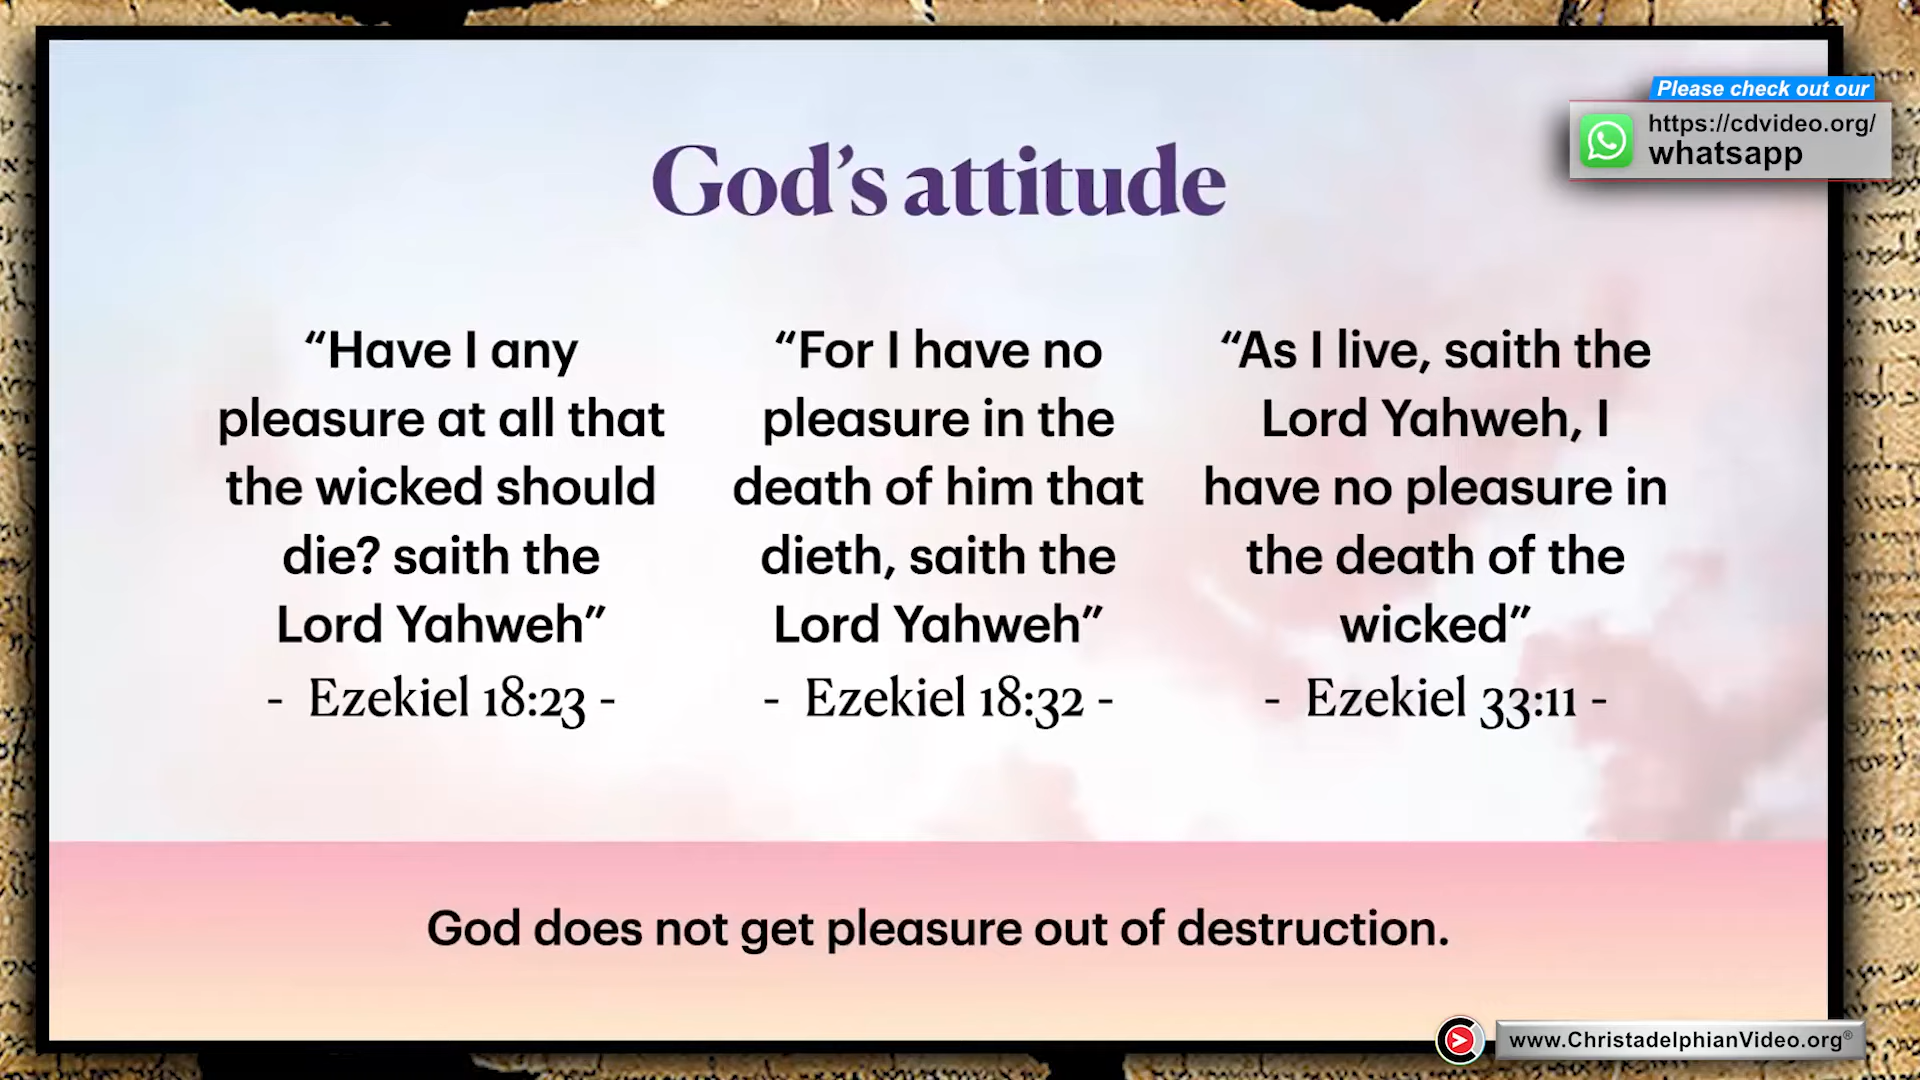 Please check out our
https://cdvideo.org/
whatsapp
God’s attitude
“Have I any
pleasure at all that
the wicked should
die? saith the
Lord Yahweh”
- Ezekiel 18:23 -
“For I have no
pleasure in the
death of him that
dieth, saith the
Lord Yahweh”
- Ezekiel 18:32 -
“As I live, saith the
Lord Yahweh, I
have no pleasure in
the death of the
wicked”
- Ezekiel 33:11 -
God does not get pleasure out of destruction.
www.ChristadelphianVideo.org®